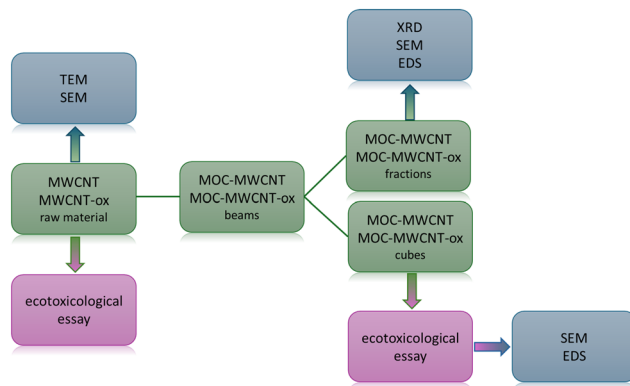 XRD
SEM
EDS
TEM
SEM
MWCNT
MWCNT-ox
raw material
MOC-MWCNT
MOC-MWCNT-ox
beams
MOC-MWCNT
MOC-MWCNT-ox
fractions
MOC-MWCNT
MOC-MWCNT-ox
cubes
ecotoxicological
essay
ecotoxicological
essay
SEM
EDS